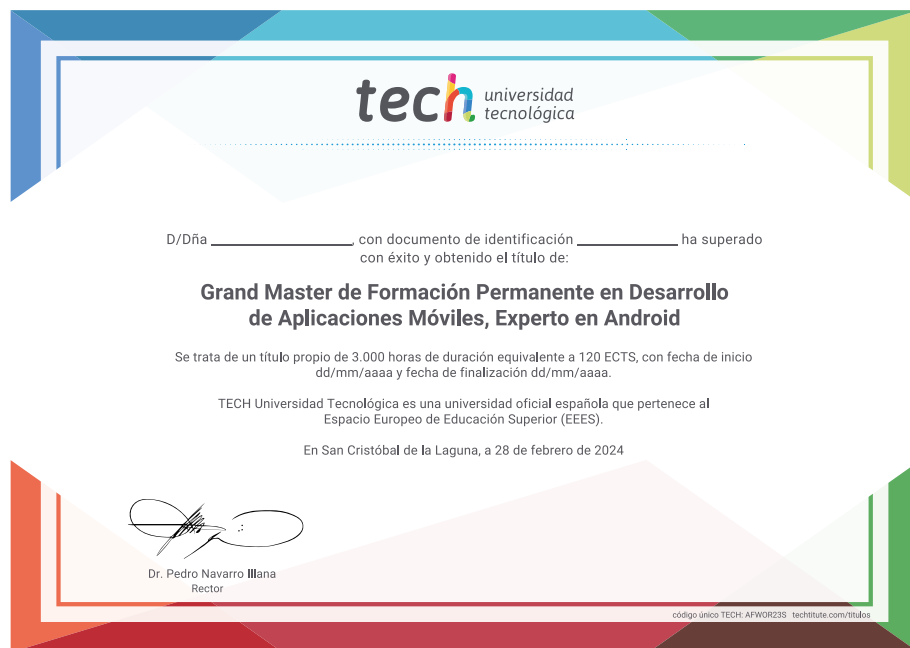 tech universidad
tecnológica
D/Dña ________________, con documento de identificación ____________ ha superado
con éxito y obtenido el título de:
Grand Master de Formación Permanente en Desarrollo
de Aplicaciones Móviles, Experto en Android
Se trata de un título propio de 3.000 horas de duración equivalente a 120 ECTS, con fecha de inicio
dd/mm/aaaa y fecha de finalización dd/mm/aaaa.
TECH Universidad Tecnológica es una universidad oficial española que pertenece al
Espacio Europeo de Educación Superior (EEES).
En San Cristóbal de la Laguna, a 28 de febrero de 2024
Dr. Pedro Navarro Illana
Rector
código único TECH: AFWOR23S techtitute.com/titulos